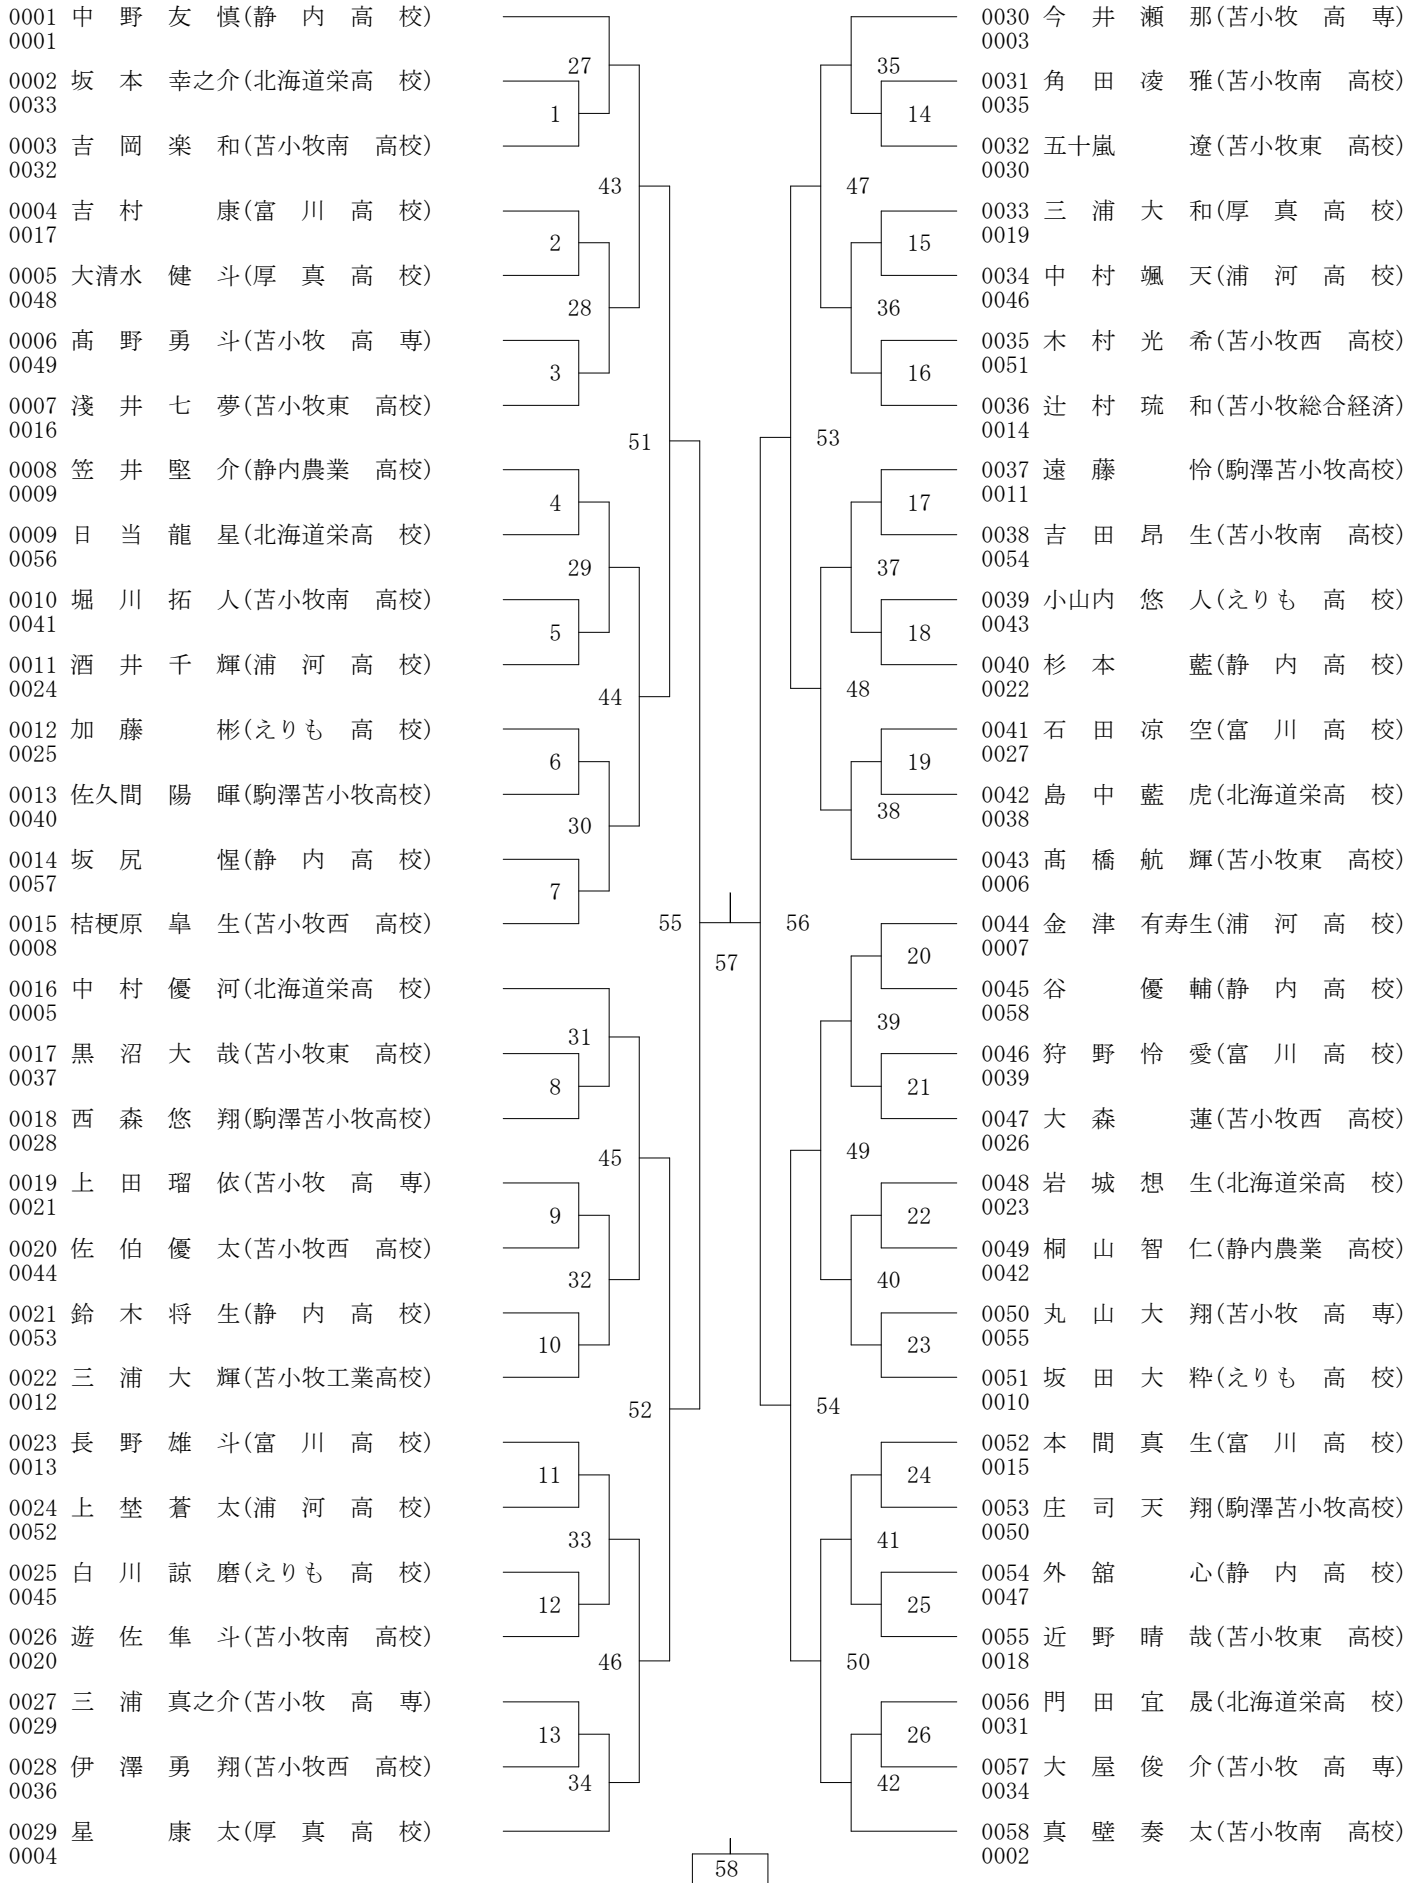 0001 中　野　友　慎(静　内　高　校)
0001
27
0002 坂　本　幸之介(北海道栄高　校)
0033
1
0003 吉　岡　楽　和(苫小牧南　高校)
0032
43
0004 吉　村　　　康(富　川　高　校)
0017
2
0005 大清水　健　斗(厚　真　高　校)
0048
28
0006 髙　野　勇　斗(苫小牧　高　専)
0049
3
0007 淺　井　七　夢(苫小牧東　高校)
0016
51
0008 笠　井　堅　介(静内農業　高校)
0009
4
0009 日　当　龍　星(北海道栄高　校)
0056
29
0010 堀　川　拓　人(苫小牧南　高校)
0041
5
0011 酒　井　千　輝(浦　河　高　校)
0024
44
0012 加　藤　　　彬(えりも　高　校)
0025
6
0013 佐久間　陽　暉(駒澤苫小牧高校)
0040
30
0014 坂　尻　　　惺(静　内　高　校)
0057
7
0015 桔梗原　皐　生(苫小牧西　高校)
0008
55
0016 中　村　優　河(北海道栄高　校)
0005
31
0017 黒　沼　大　哉(苫小牧東　高校)
0037
8
0018 西　森　悠　翔(駒澤苫小牧高校)
0028
45
0019 上　田　瑠　依(苫小牧　高　専)
0021
9
0020 佐　伯　優　太(苫小牧西　高校)
0044
32
0021 鈴　木　将　生(静　内　高　校)
0053
10
0022 三　浦　大　輝(苫小牧工業高校)
0012
52
0023 長　野　雄　斗(富　川　高　校)
0013
11
0024 上　埜　蒼　太(浦　河　高　校)
0052
33
0025 白　川　諒　磨(えりも　高　校)
0045
12
0026 遊　佐　隼　斗(苫小牧南　高校)
0020
46
0027 三　浦　真之介(苫小牧　高　専)
0029
13
0028 伊　澤　勇　翔(苫小牧西　高校)
0036
34
0029 星　　　康　太(厚　真　高　校)
0004
57
58
0030 今　井　瀬　那(苫小牧　高　専)
0003
35
0031 角　田　凌　雅(苫小牧南　高校)
0035
14
0032 五十嵐　　　遼(苫小牧東　高校)
0030
47
0033 三　浦　大　和(厚　真　高　校)
0019
15
0034 中　村　颯　天(浦　河　高　校)
0046
36
0035 木　村　光　希(苫小牧西　高校)
0051
16
0036 辻　村　琉　和(苫小牧総合経済)
0014
53
0037 遠　藤　　　怜(駒澤苫小牧高校)
0011
17
0038 吉　田　昂　生(苫小牧南　高校)
0054
37
0039 小山内　悠　人(えりも　高　校)
0043
18
0040 杉　本　　　藍(静　内　高　校)
0022
48
0041 石　田　凉　空(富　川　高　校)
0027
19
0042 島　中　藍　虎(北海道栄高　校)
0038
38
0043 髙　橋　航　輝(苫小牧東　高校)
0006
56
0044 金　津　有寿生(浦　河　高　校)
0007
20
0045 谷　　　優　輔(静　内　高　校)
0058
39
0046 狩　野　怜　愛(富　川　高　校)
0039
21
0047 大　森　　　蓮(苫小牧西　高校)
0026
49
0048 岩　城　想　生(北海道栄高　校)
0023
22
0049 桐　山　智　仁(静内農業　高校)
0042
40
0050 丸　山　大　翔(苫小牧　高　専)
0055
23
0051 坂　田　大　粋(えりも　高　校)
0010
54
0052 本　間　真　生(富　川　高　校)
0015
24
0053 庄　司　天　翔(駒澤苫小牧高校)
0050
41
0054 外　舘　　　心(静　内　高　校)
0047
25
0055 近　野　晴　哉(苫小牧東　高校)
0018
50
0056 門　田　宜　晟(北海道栄高　校)
0031
26
0057 大　屋　俊　介(苫小牧　高　専)
0034
42
0058 真　壁　奏　太(苫小牧南　高校)
0002